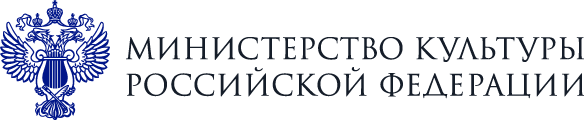 МИНИСТЕРСТВО КУЛЬТУРЫ
РОССИЙСКОЙ ФЕДЕРАЦИИ